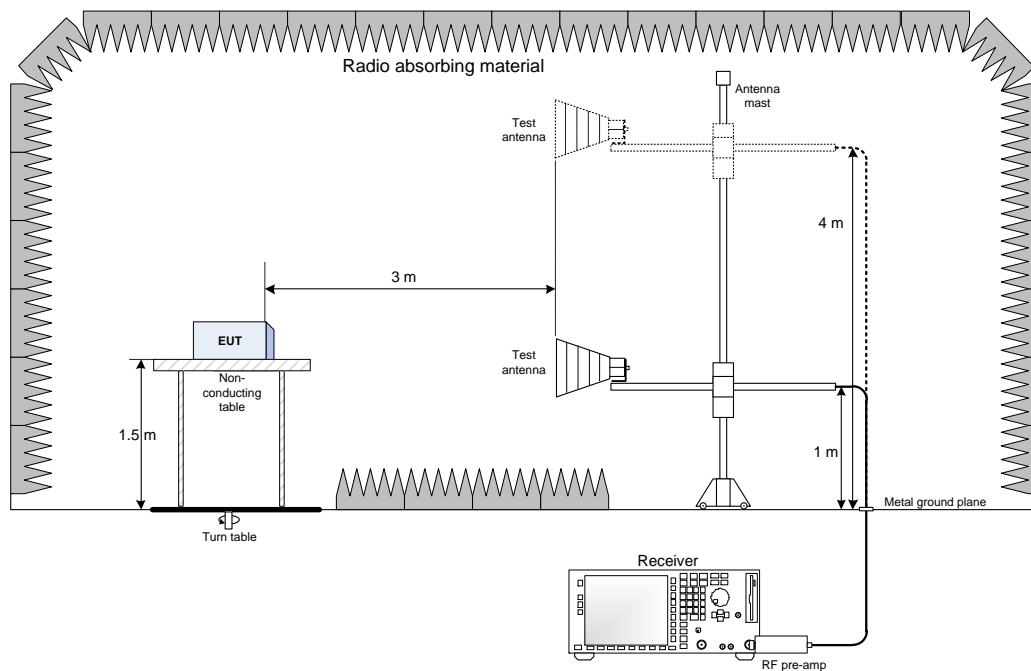 Radio absorbing material
Antenna
mast
Test
antenna
4 m
3 m
EUT
Test
antenna
Non-
conducting
table
1.5 m
1 m
Metal ground plane
Turn table
Receiver
RF pre-amp